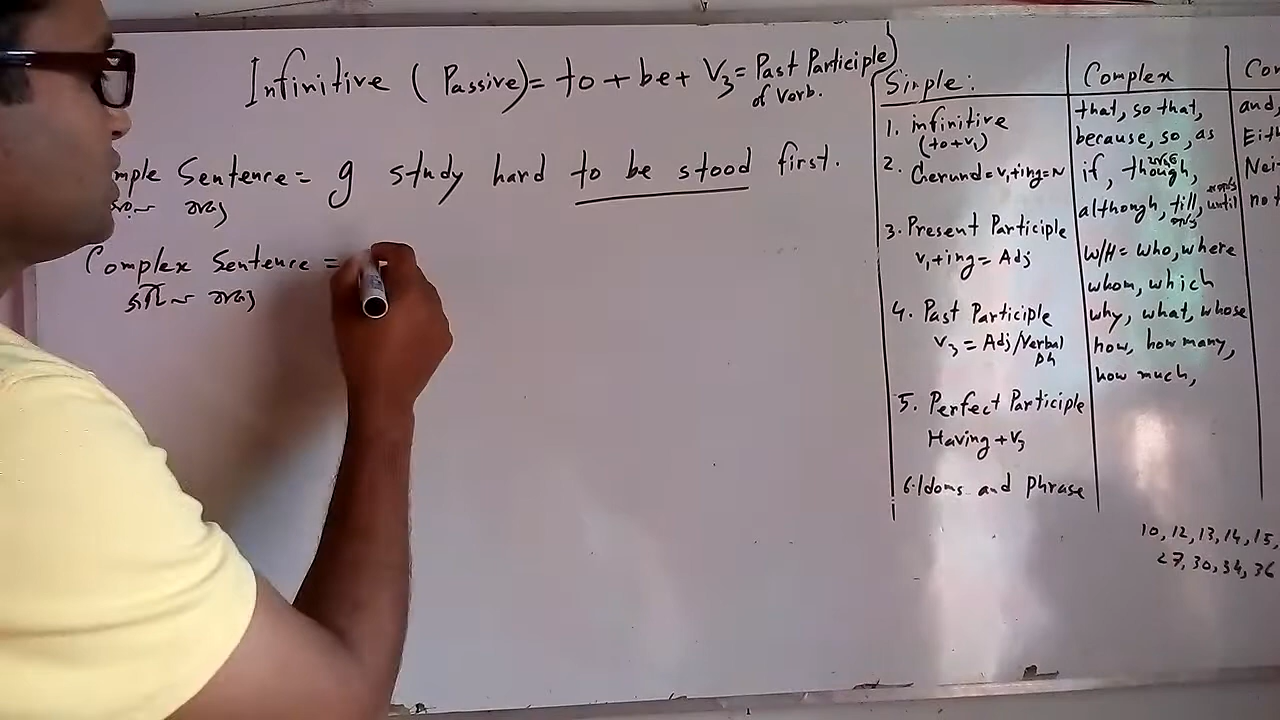 Infinitive ( Passive) = to + be + V3 = Past Participle
of Verb.
mple Sentence = I study hard to be stood first.
Complex Sentence =
Simple:
1. infinitive
(to+v1)
2. Gerund = v1+ing = N
3. Present Participle
v1+ing = Adj
4. Past Participle
v3 = Adj/Verbal
ph
5. Perfect Participle
Having + v3
6. Idoms and phrase
Complex
that, so that,
because, so, as
if, though,
although, till, until
W/H = who, where
whom, which
why, what, whose
how, how many,
how much,
Com
and,
Eith
Nei
no
10, 12, 13, 14, 15,
27, 30, 34, 36